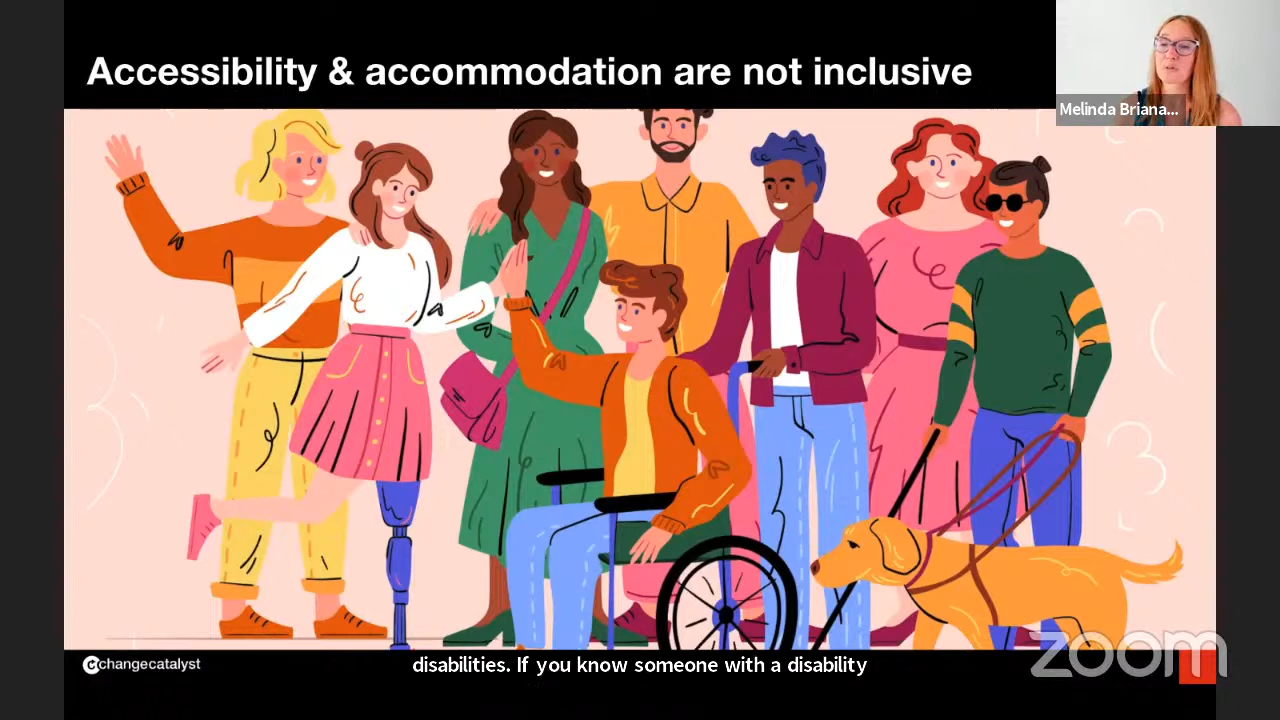 Accessibility & accommodation are not inclusive
Melinda Briana...
changecatalyst
disabilities. If you know someone with a disability
zoom